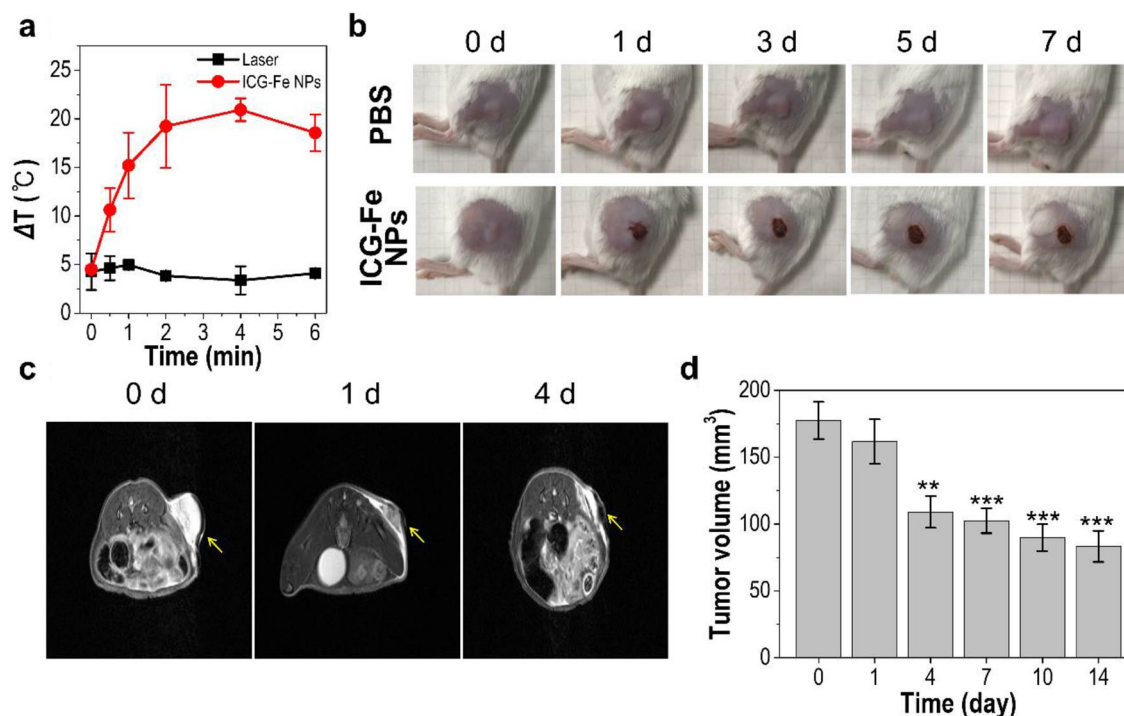 a
ΔT (°C)
25
20
15
10
5
0
Laser
ICG-Fe NPs
0 1 2 3 4 5 6
Time (min)
b
0 d 1 d 3 d 5 d 7 d
PBS
ICG-Fe
NPs
c
0 d 1 d 4 d
d
Tumor volume (mm³)
200
150
100
50
0
** *** *** ***
0 1 4 7 10 14
Time (day)